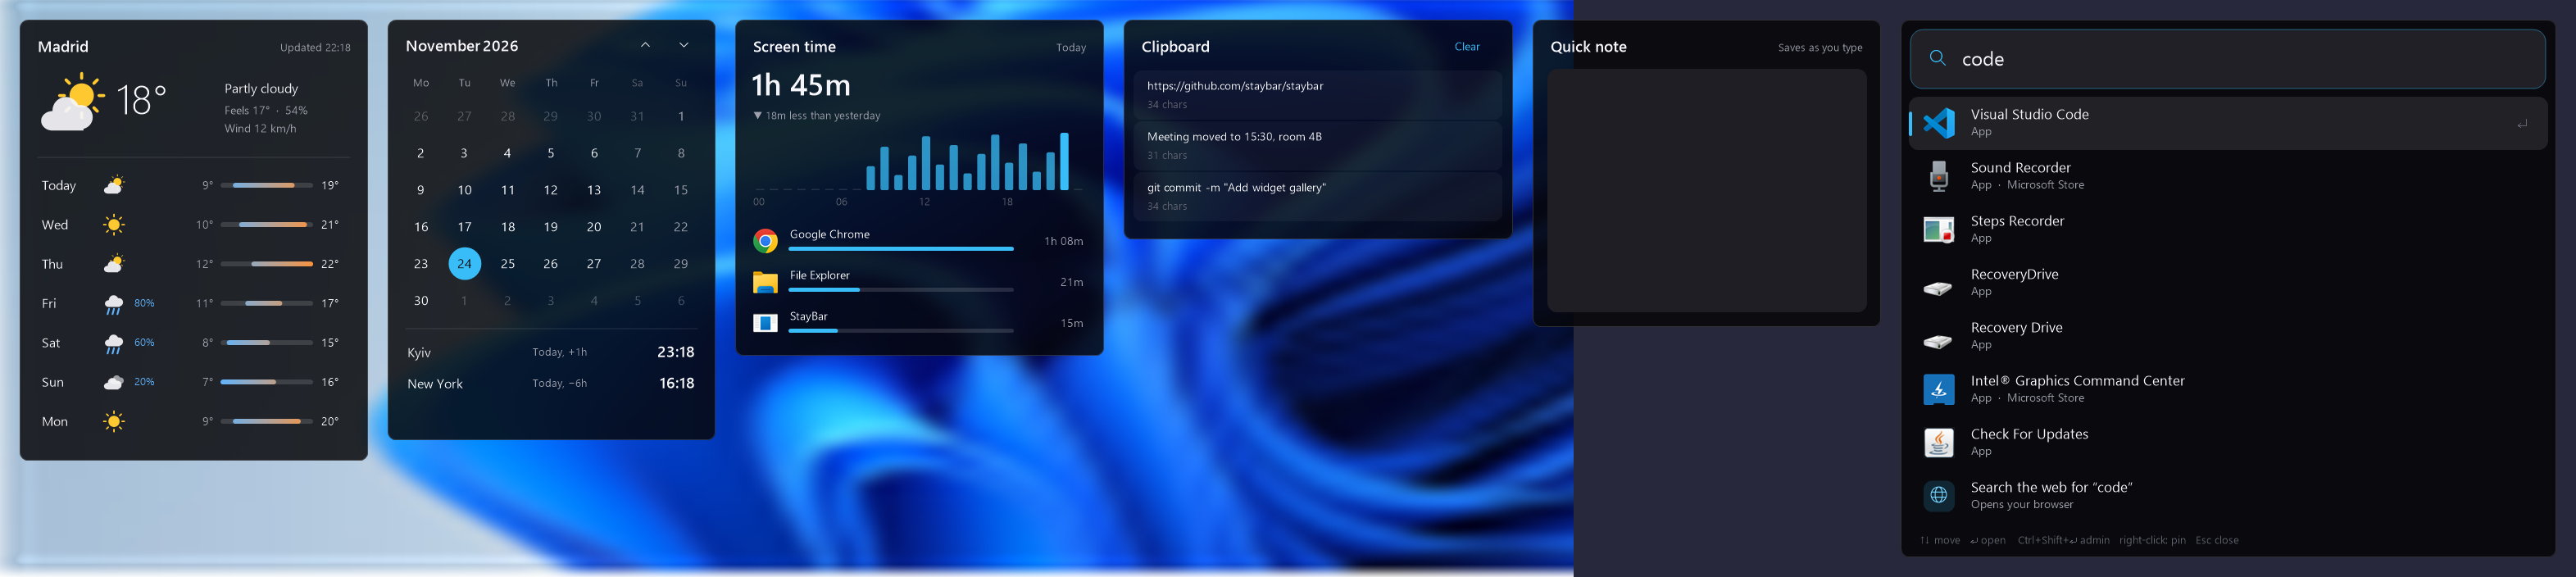 Madrid
Updated 22:18
18°
Partly cloudy
Feels 17° · 54%
Wind 12 km/h
Today 9° 19°
Wed 10° 21°
Thu 12° 22°
Fri 80% 11° 17°
Sat 60% 8° 15°
Sun 20% 7° 16°
Mon 9° 20°
November 2026
Mo Tu We Th Fr Sa Su
26 27 28 29 30 31 1
2 3 4 5 6 7 8
9 10 11 12 13 14 15
16 17 18 19 20 21 22
23 24 25 26 27 28 29
30 1 2 3 4 5 6
Kyiv Today, +1h 23:18
New York Today, −6h 16:18
Screen time Today
1h 45m
▼ 18m less than yesterday
00 06 12 18
Google Chrome 1h 08m
File Explorer 21m
StayBar 15m
Clipboard Clear
https://github.com/staybar/staybar
34 chars
Meeting moved to 15:30, room 4B
31 chars
git commit -m "Add widget gallery"
34 chars
Quick note Saves as you type
code
Visual Studio Code
App
Sound Recorder
App · Microsoft Store
Steps Recorder
App
RecoveryDrive
App
Recovery Drive
App
Intel® Graphics Command Center
App · Microsoft Store
Check For Updates
App
Search the web for “code”
Opens your browser
↑↓ move ↵ open Ctrl+Shift+↵ admin right-click: pin Esc close